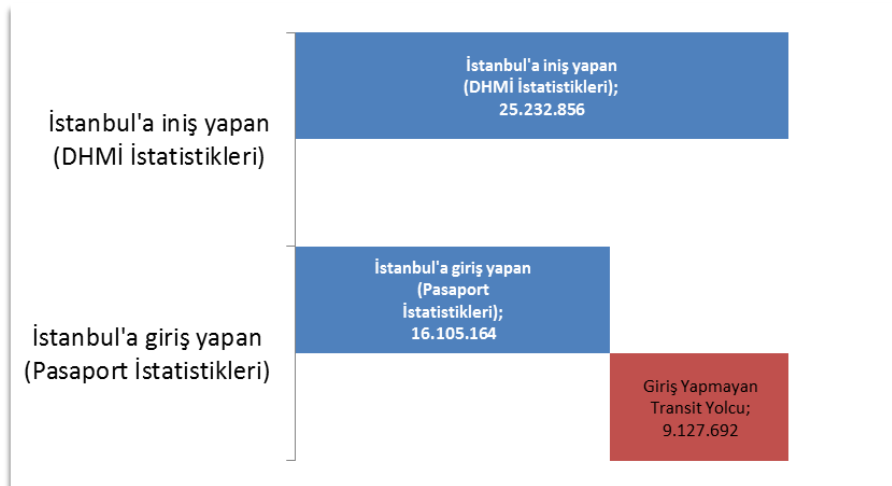 İstanbul'a iniş yapan
(DHMİ İstatistikleri)
İstanbul'a iniş yapan
(DHMİ İstatistikleri);
25.232.856
İstanbul'a giriş yapan
(Pasaport İstatistikleri)
İstanbul'a giriş yapan
(Pasaport
İstatistikleri);
16.105.164
Giriş Yapmayan
Transit Yolcu;
9.127.692